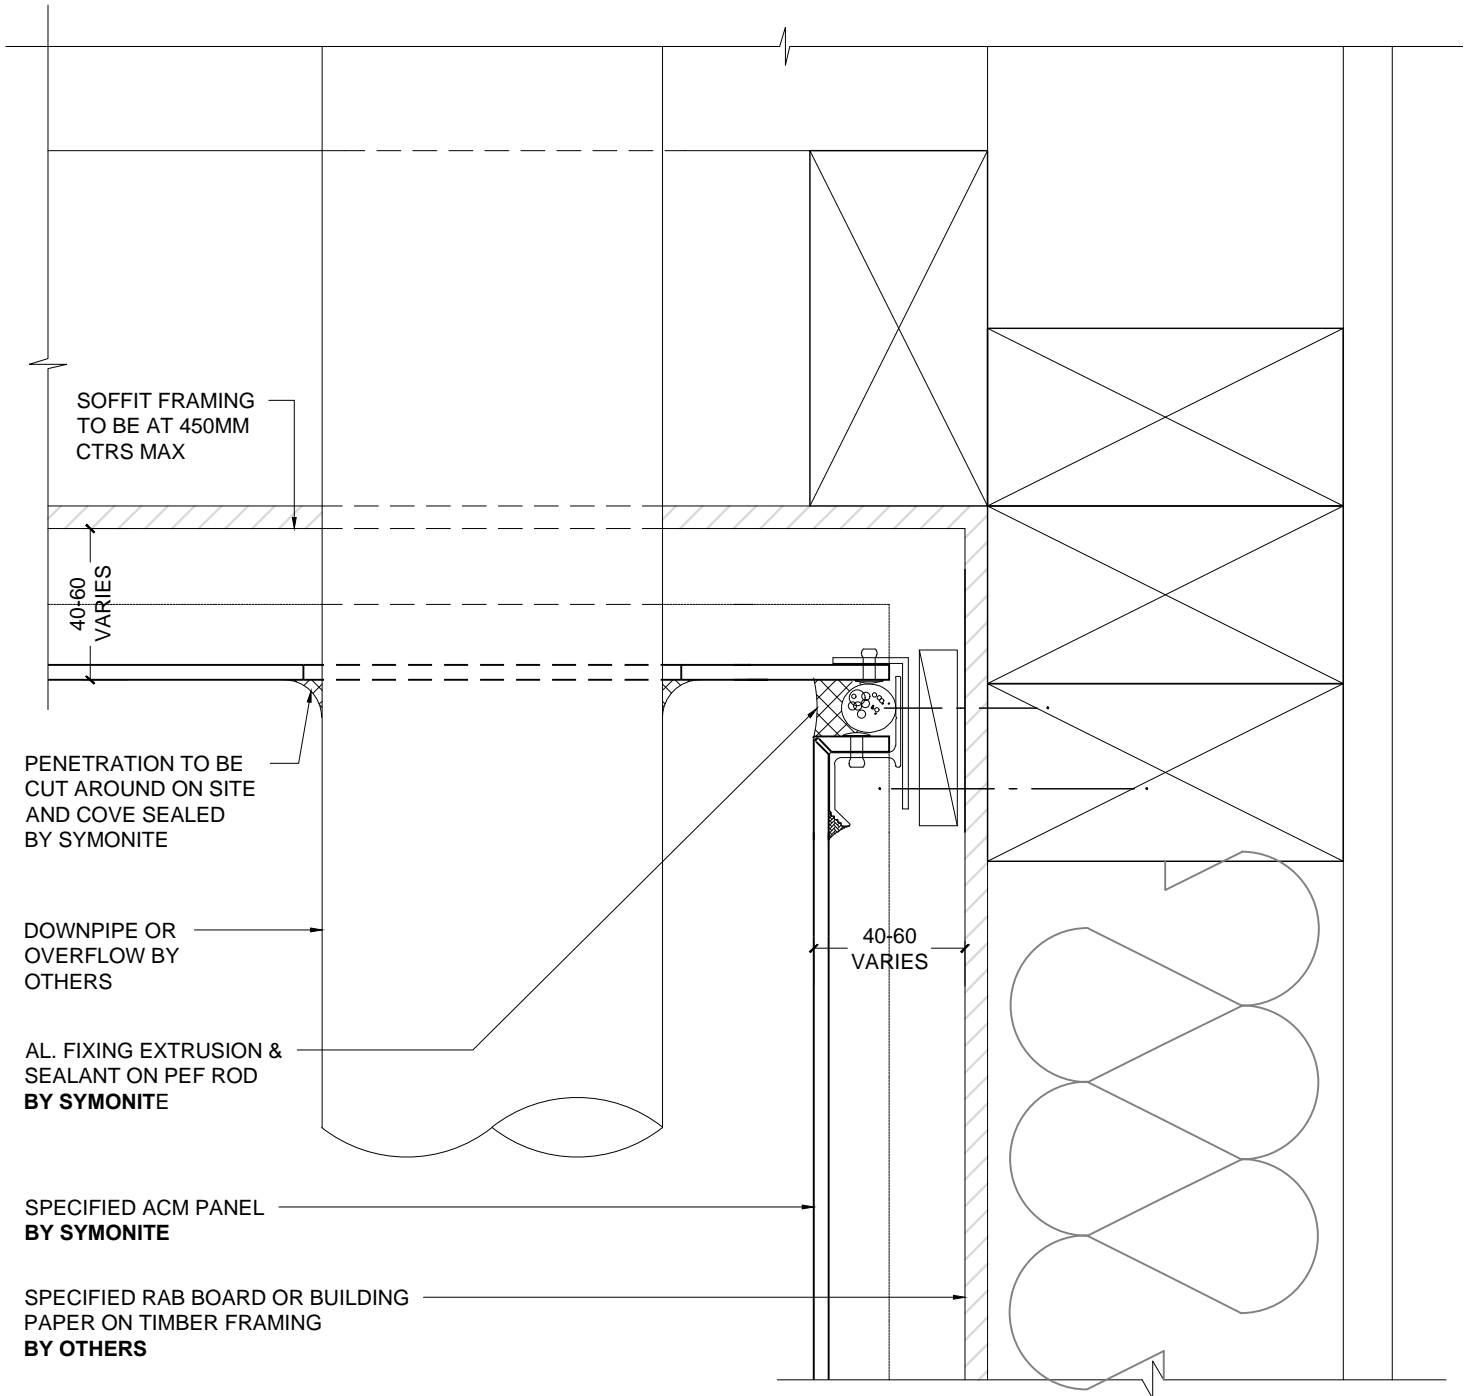 SOFFIT FRAMING
TO BE AT 450MM
CTRS MAX
40-60
VARIES
PENETRATION TO BE
CUT AROUND ON SITE
AND COVE SEALED
BY SYMONITE
DOWNPIPE OR
OVERFLOW BY
OTHERS
40-60
VARIES
AL. FIXING EXTRUSION &
SEALANT ON PEF ROD
BY SYMONITE
SPECIFIED ACM PANEL
BY SYMONITE
SPECIFIED RAB BOARD OR BUILDING
PAPER ON TIMBER FRAMING
BY OTHERS